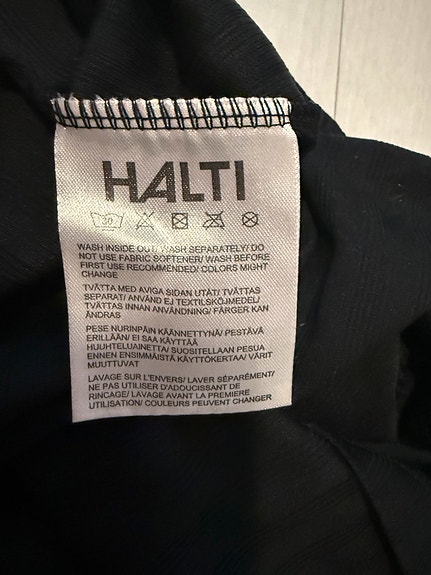 HALTI
30
WASH INSIDE OUT/ WASH SEPARATELY/ DO
NOT USE FABRIC SOFTENER/ WASH BEFORE
FIRST USE RECOMMENDED/ COLORS MIGHT
CHANGE
TVÄTTA MED AVIGA SIDAN UTÅT/ TVÄTTAS
SEPARAT/ ANVÄND EJ TEXTILSKÖJMEDEL/
TVÄTTAS INNAN ANVÄNDNING/ FÄRGER KAN
ÄNDRAS
PESE NURINPÄIN KÄÄNNETTYNÄ/ PESTÄVÄ
ERILLÄÄN/ EI SAA KÄYTTÄÄ
HUUHTELUAINETTA/ SUOSITELLAAN PESUA
ENNEN ENSIMMÄISTÄ KÄYTTÖKERTAA/ VÄRIT
MUUTTUVAT
LAVAGE SUR L'ENVERS/ LAVER SÉPARÉMENT/
NE PAS UTILISER D'ADOUCISSANT DE
RINÇAGE/ LAVAGE AVANT LA PREMIERE
UTILISATION/ COULEURS PEUVENT CHANGER